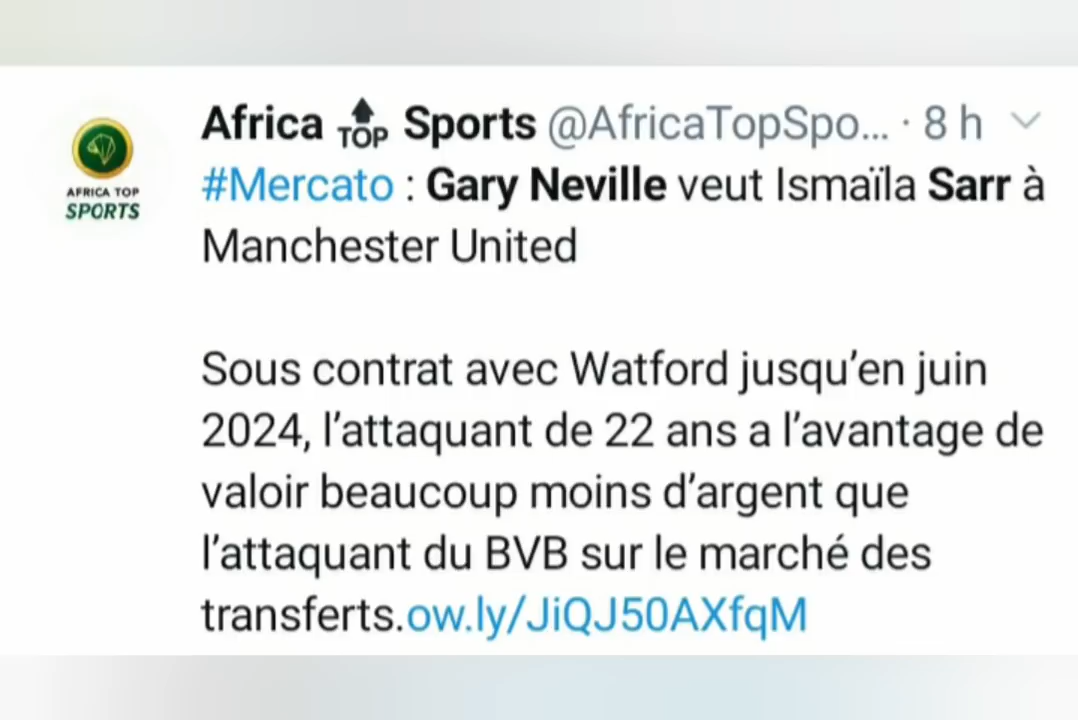 Africa TOP Sports @AfricaTopSpo... · 8 h
#Mercato : Gary Neville veut Ismaïla Sarr à
Manchester United
Sous contrat avec Watford jusqu'en juin
2024, l'attaquant de 22 ans a l'avantage de
valoir beaucoup moins d'argent que
l'attaquant du BVB sur le marché des
transferts.ow.ly/JiQJ50AXfqM
AFRICA TOP
SPORTS